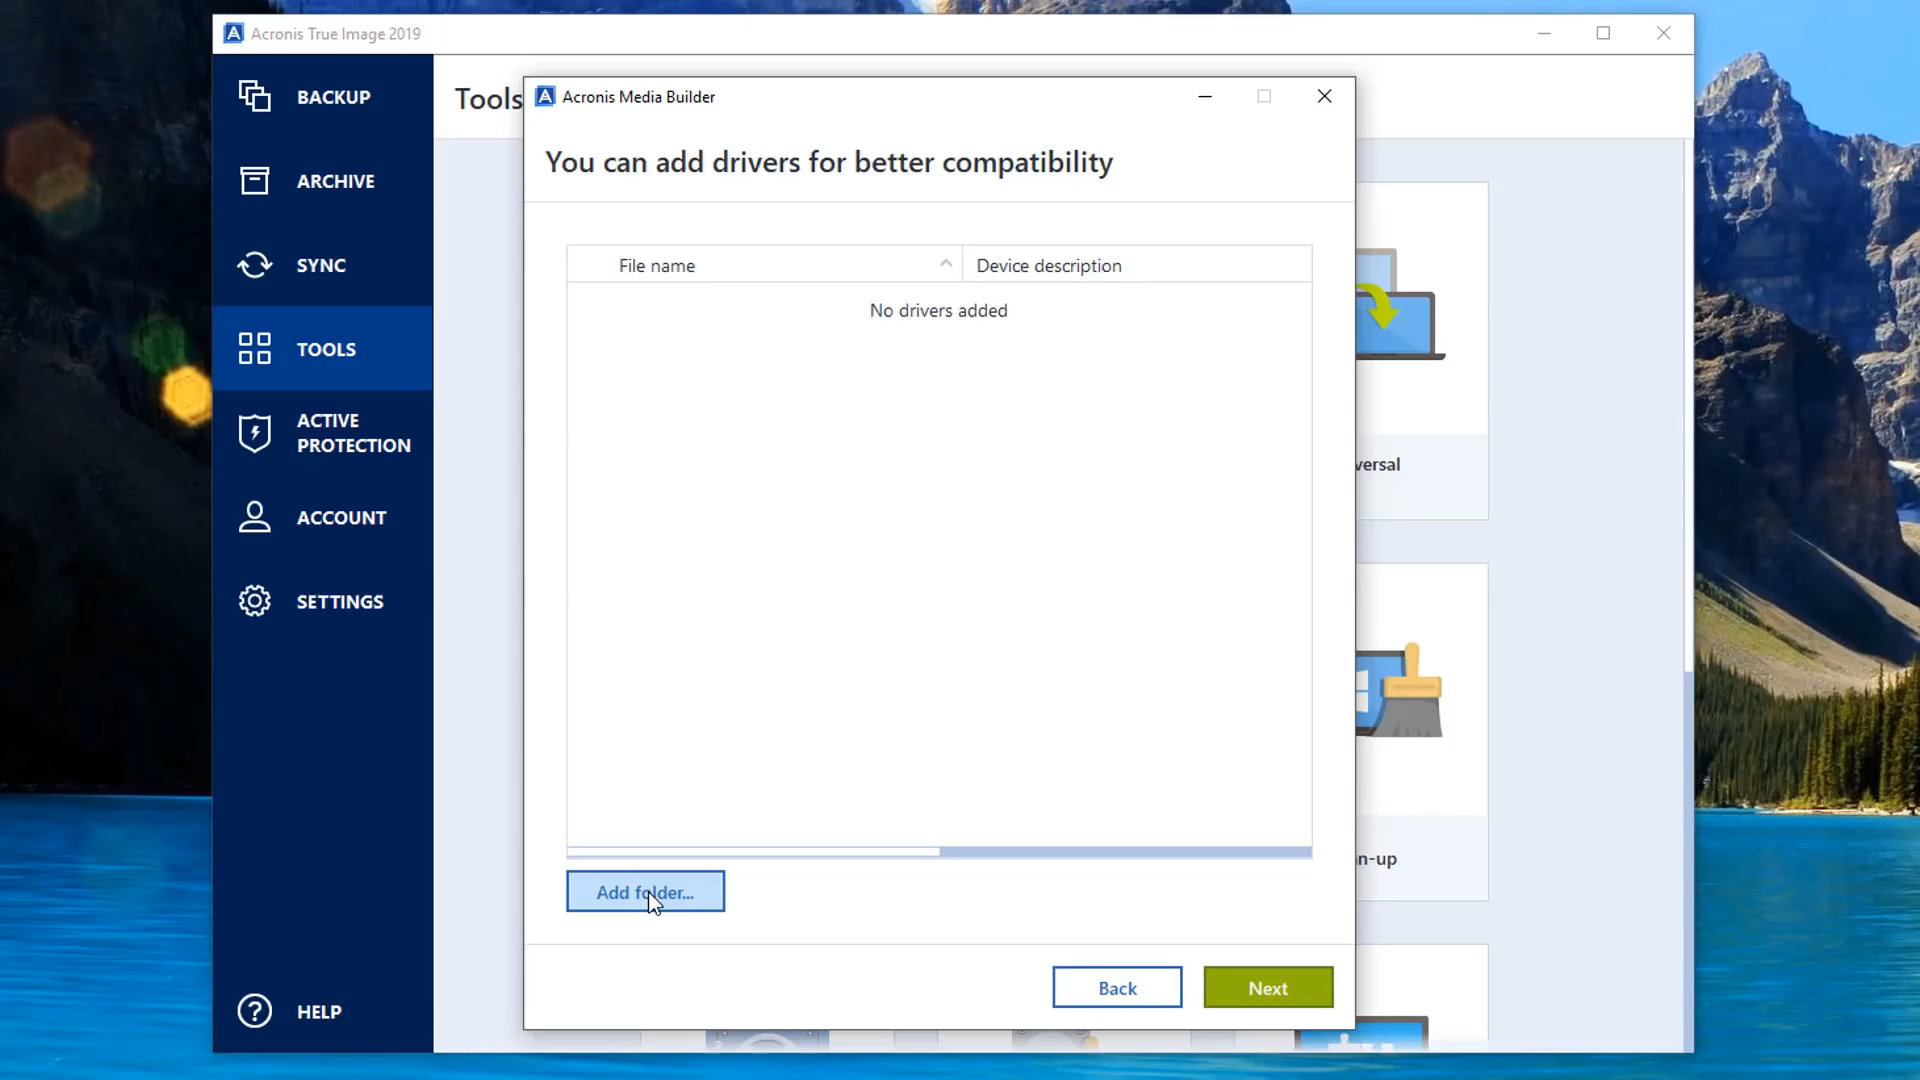 Acronis True Image 2019
BACKUP
ARCHIVE
SYNC
TOOLS
ACTIVE
PROTECTION
ACCOUNT
SETTINGS
HELP
Tools
Acronis Media Builder
You can add drivers for better compatibility
File name
Device description
No drivers added
Add folder...
Back
Next
versal
n-up